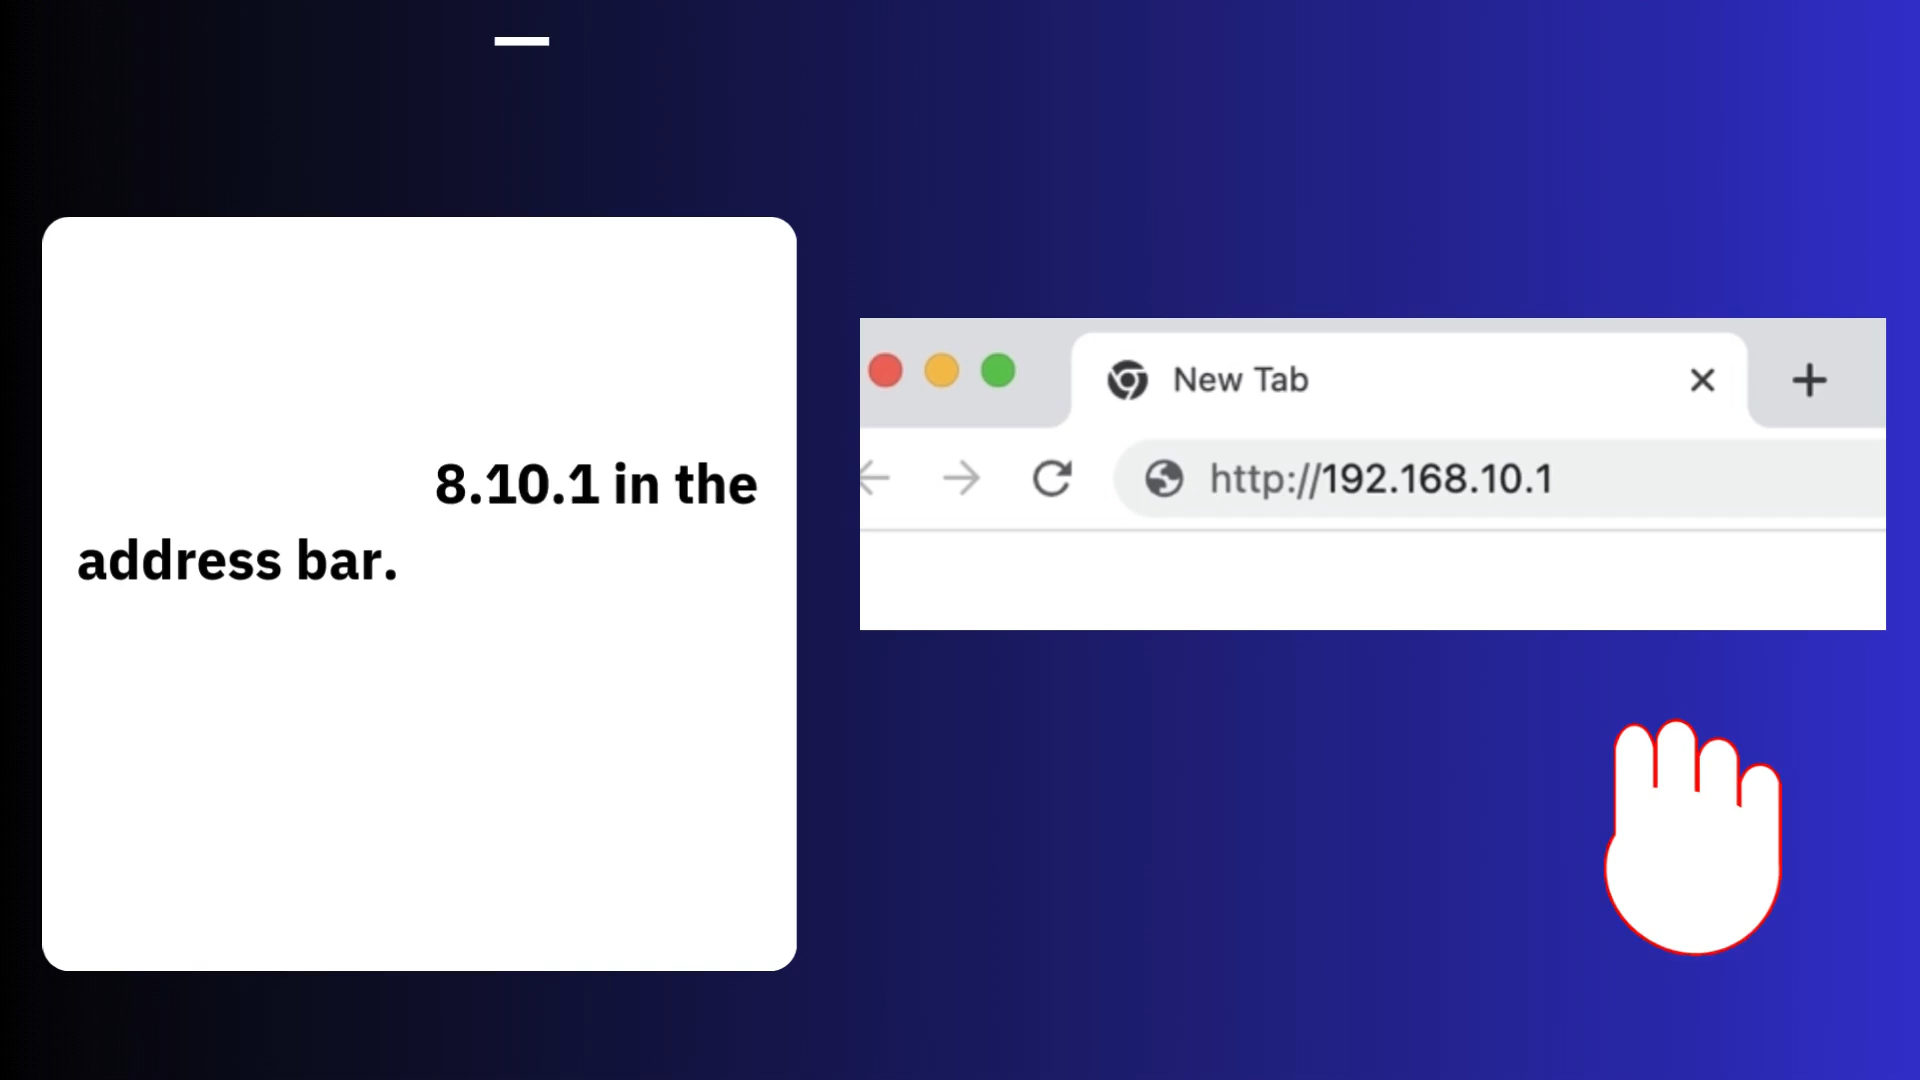 8.10.1 in the
address bar.
New Tab
http://192.168.10.1